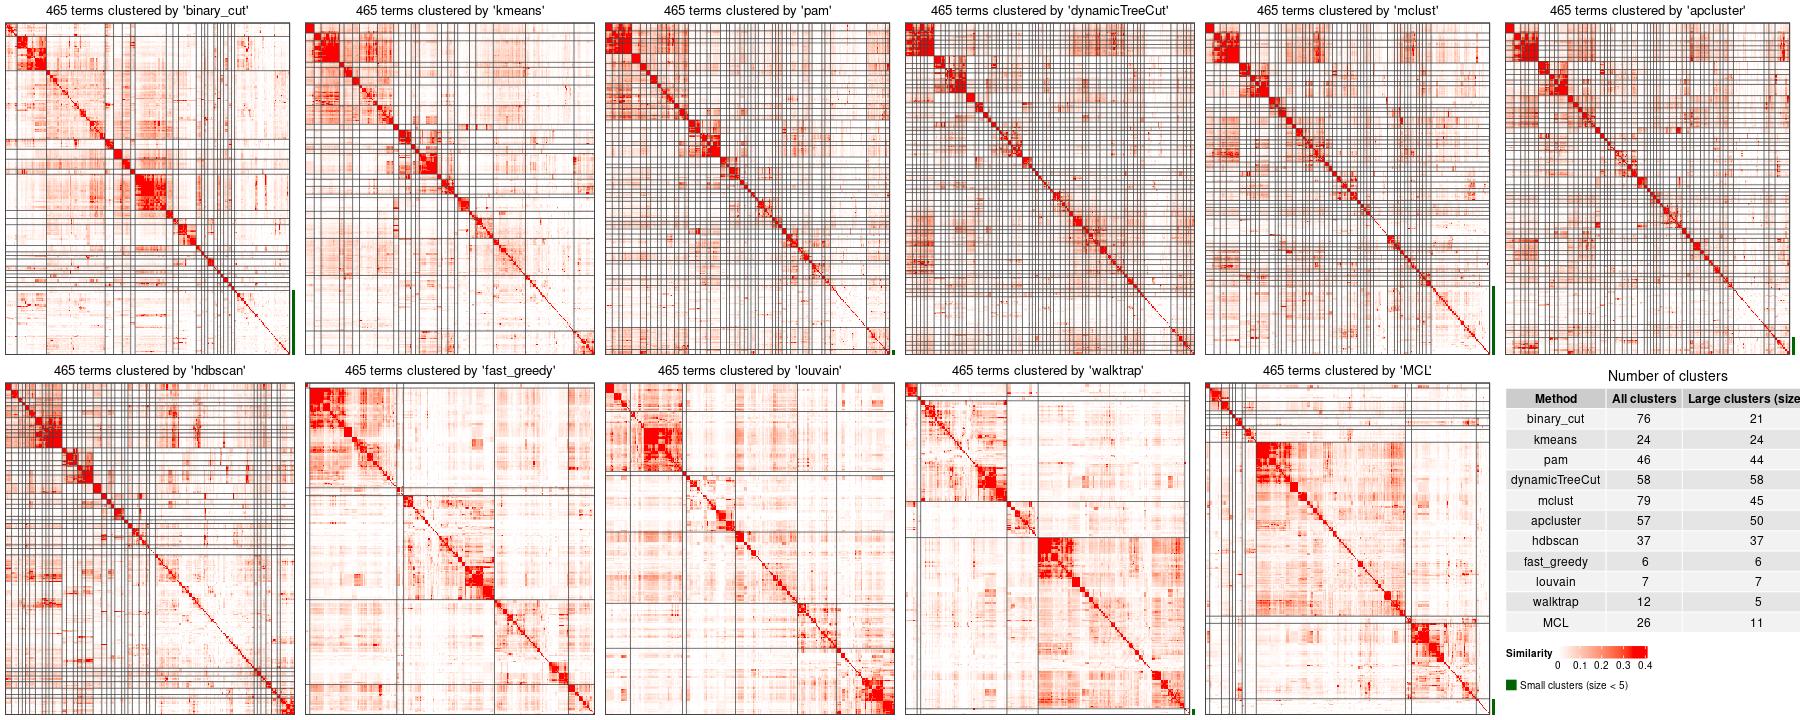 465 terms clustered by 'binary_cut'
465 terms clustered by 'kmeans'
465 terms clustered by 'pam'
465 terms clustered by 'dynamicTreeCut'
465 terms clustered by 'mclust'
465 terms clustered by 'apcluster'
465 terms clustered by 'hdbscan'
465 terms clustered by 'fast_greedy'
465 terms clustered by 'louvain'
465 terms clustered by 'walktrap'
465 terms clustered by 'MCL'
Number of clusters
Method All clusters Large clusters (size
binary_cut 76 21
kmeans 24 24
pam 46 44
dynamicTreeCut 58 58
mclust 79 45
apcluster 57 50
hdbscan 37 37
fast_greedy 6 6
louvain 7 7
walktrap 12 5
MCL 26 11
Similarity
0 0.1 0.2 0.3 0.4
Small clusters (size < 5)